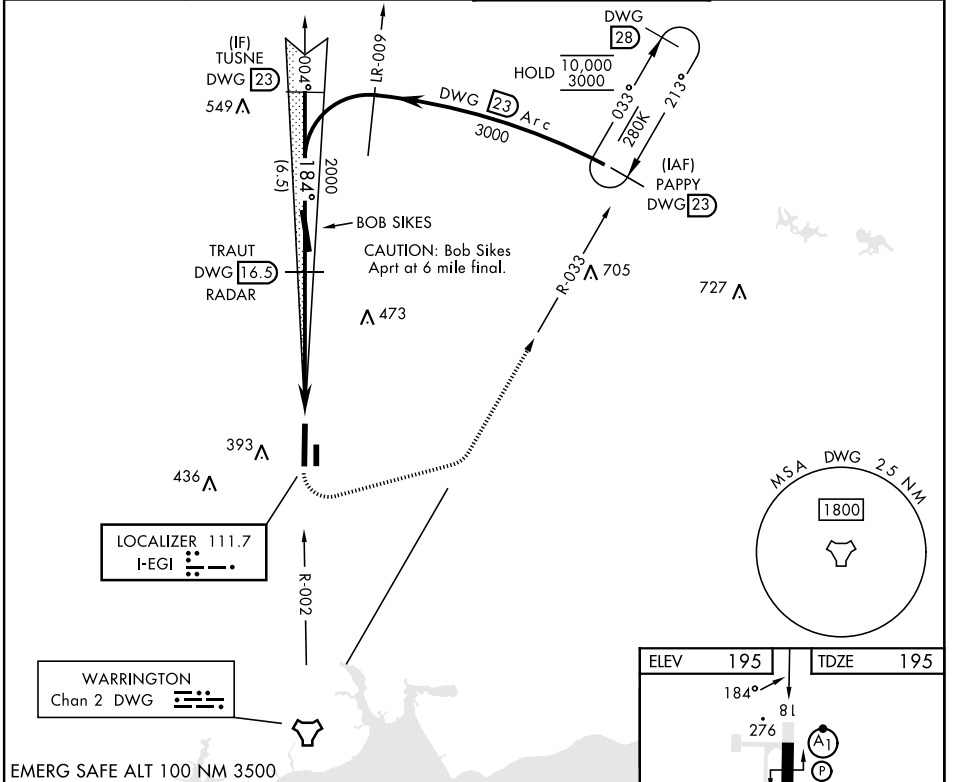 DWG
28
(IF)
TUSNE
DWG 23
004°
LR-009
HOLD 10,000
3000
033°
280K
213°
549
DWG 23 Arc
3000
(IAF)
PAPPY
DWG 23
184°
2000
(6.5)
BOB SIKES
CAUTION: Bob Sikes
Aprt at 6 mile final.
TRAUT
DWG 16.5
RADAR
R-033
705
727
473
393
436
MSA DWG 25 NM
1800
LOCALIZER 111.7
I-EGI
R-002
WARRINGTON
Chan 2 DWG
ELEV 195
TDZE 195
184°
18
276
A1
P
EMERG SAFE ALT 100 NM 3500